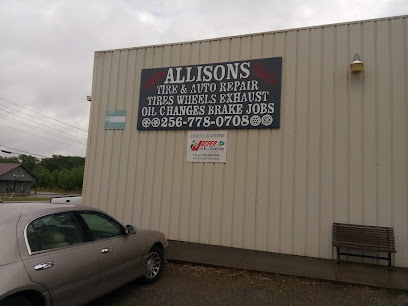 ALLISONS
TIRE & AUTO REPAIR
TIRES WHEELS EXHAUST
OIL CHANGES BRAKE JOBS
256-778-0708